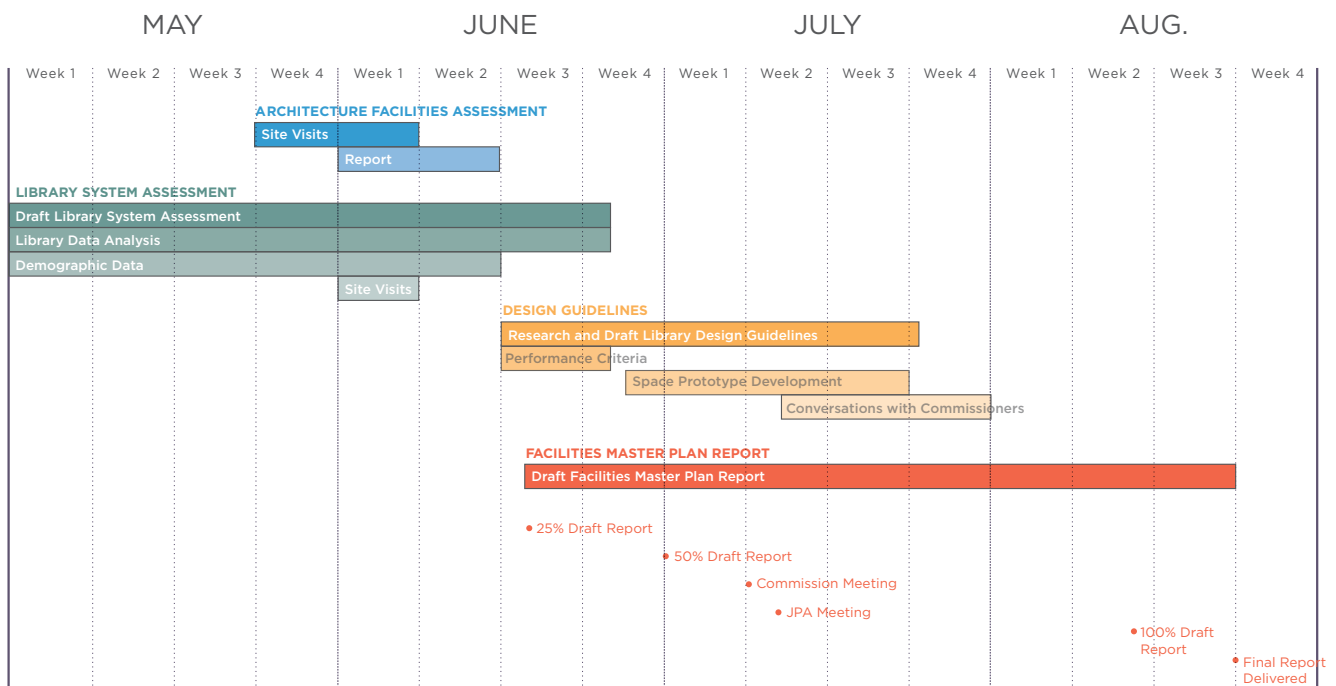 MAY JUNE JULY AUG.
Week 1 Week 2 Week 3 Week 4 Week 1 Week 2 Week 3 Week 4 Week 1 Week 2 Week 3 Week 4 Week 1 Week 2 Week 3 Week 4
ARCHITECTURE FACILITIES ASSESSMENT
Site Visits
Report
LIBRARY SYSTEM ASSESSMENT
Draft Library System Assessment
Library Data Analysis
Demographic Data
Site Visits
DESIGN GUIDELINES
Research and Draft Library Design Guidelines
Performance Criteria
Space Prototype Development
Conversations with Commissioners
FACILITIES MASTER PLAN REPORT
Draft Facilities Master Plan Report
25% Draft Report
50% Draft Report
Commission Meeting
JPA Meeting
100% Draft
Report
Final Report
Delivered